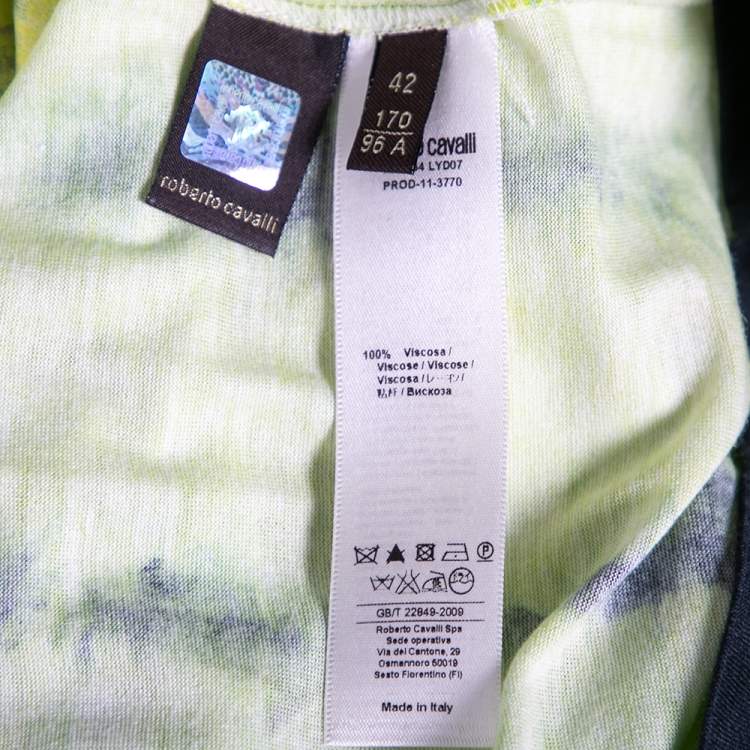 roberto cavalli
42
170
96 A
cavalli
LYD07
PROD-11-3770
100% Viscosa /
Viscose / Viscose /
Viscosa / レーヨン /
粘纤 / Вискоза
GB/T 22849-2009
Roberto Cavalli Spa
Sede operativa
Via del Cantone, 29
Osmannoro 50019
Sesto Fiorentino (FI)
Made in Italy